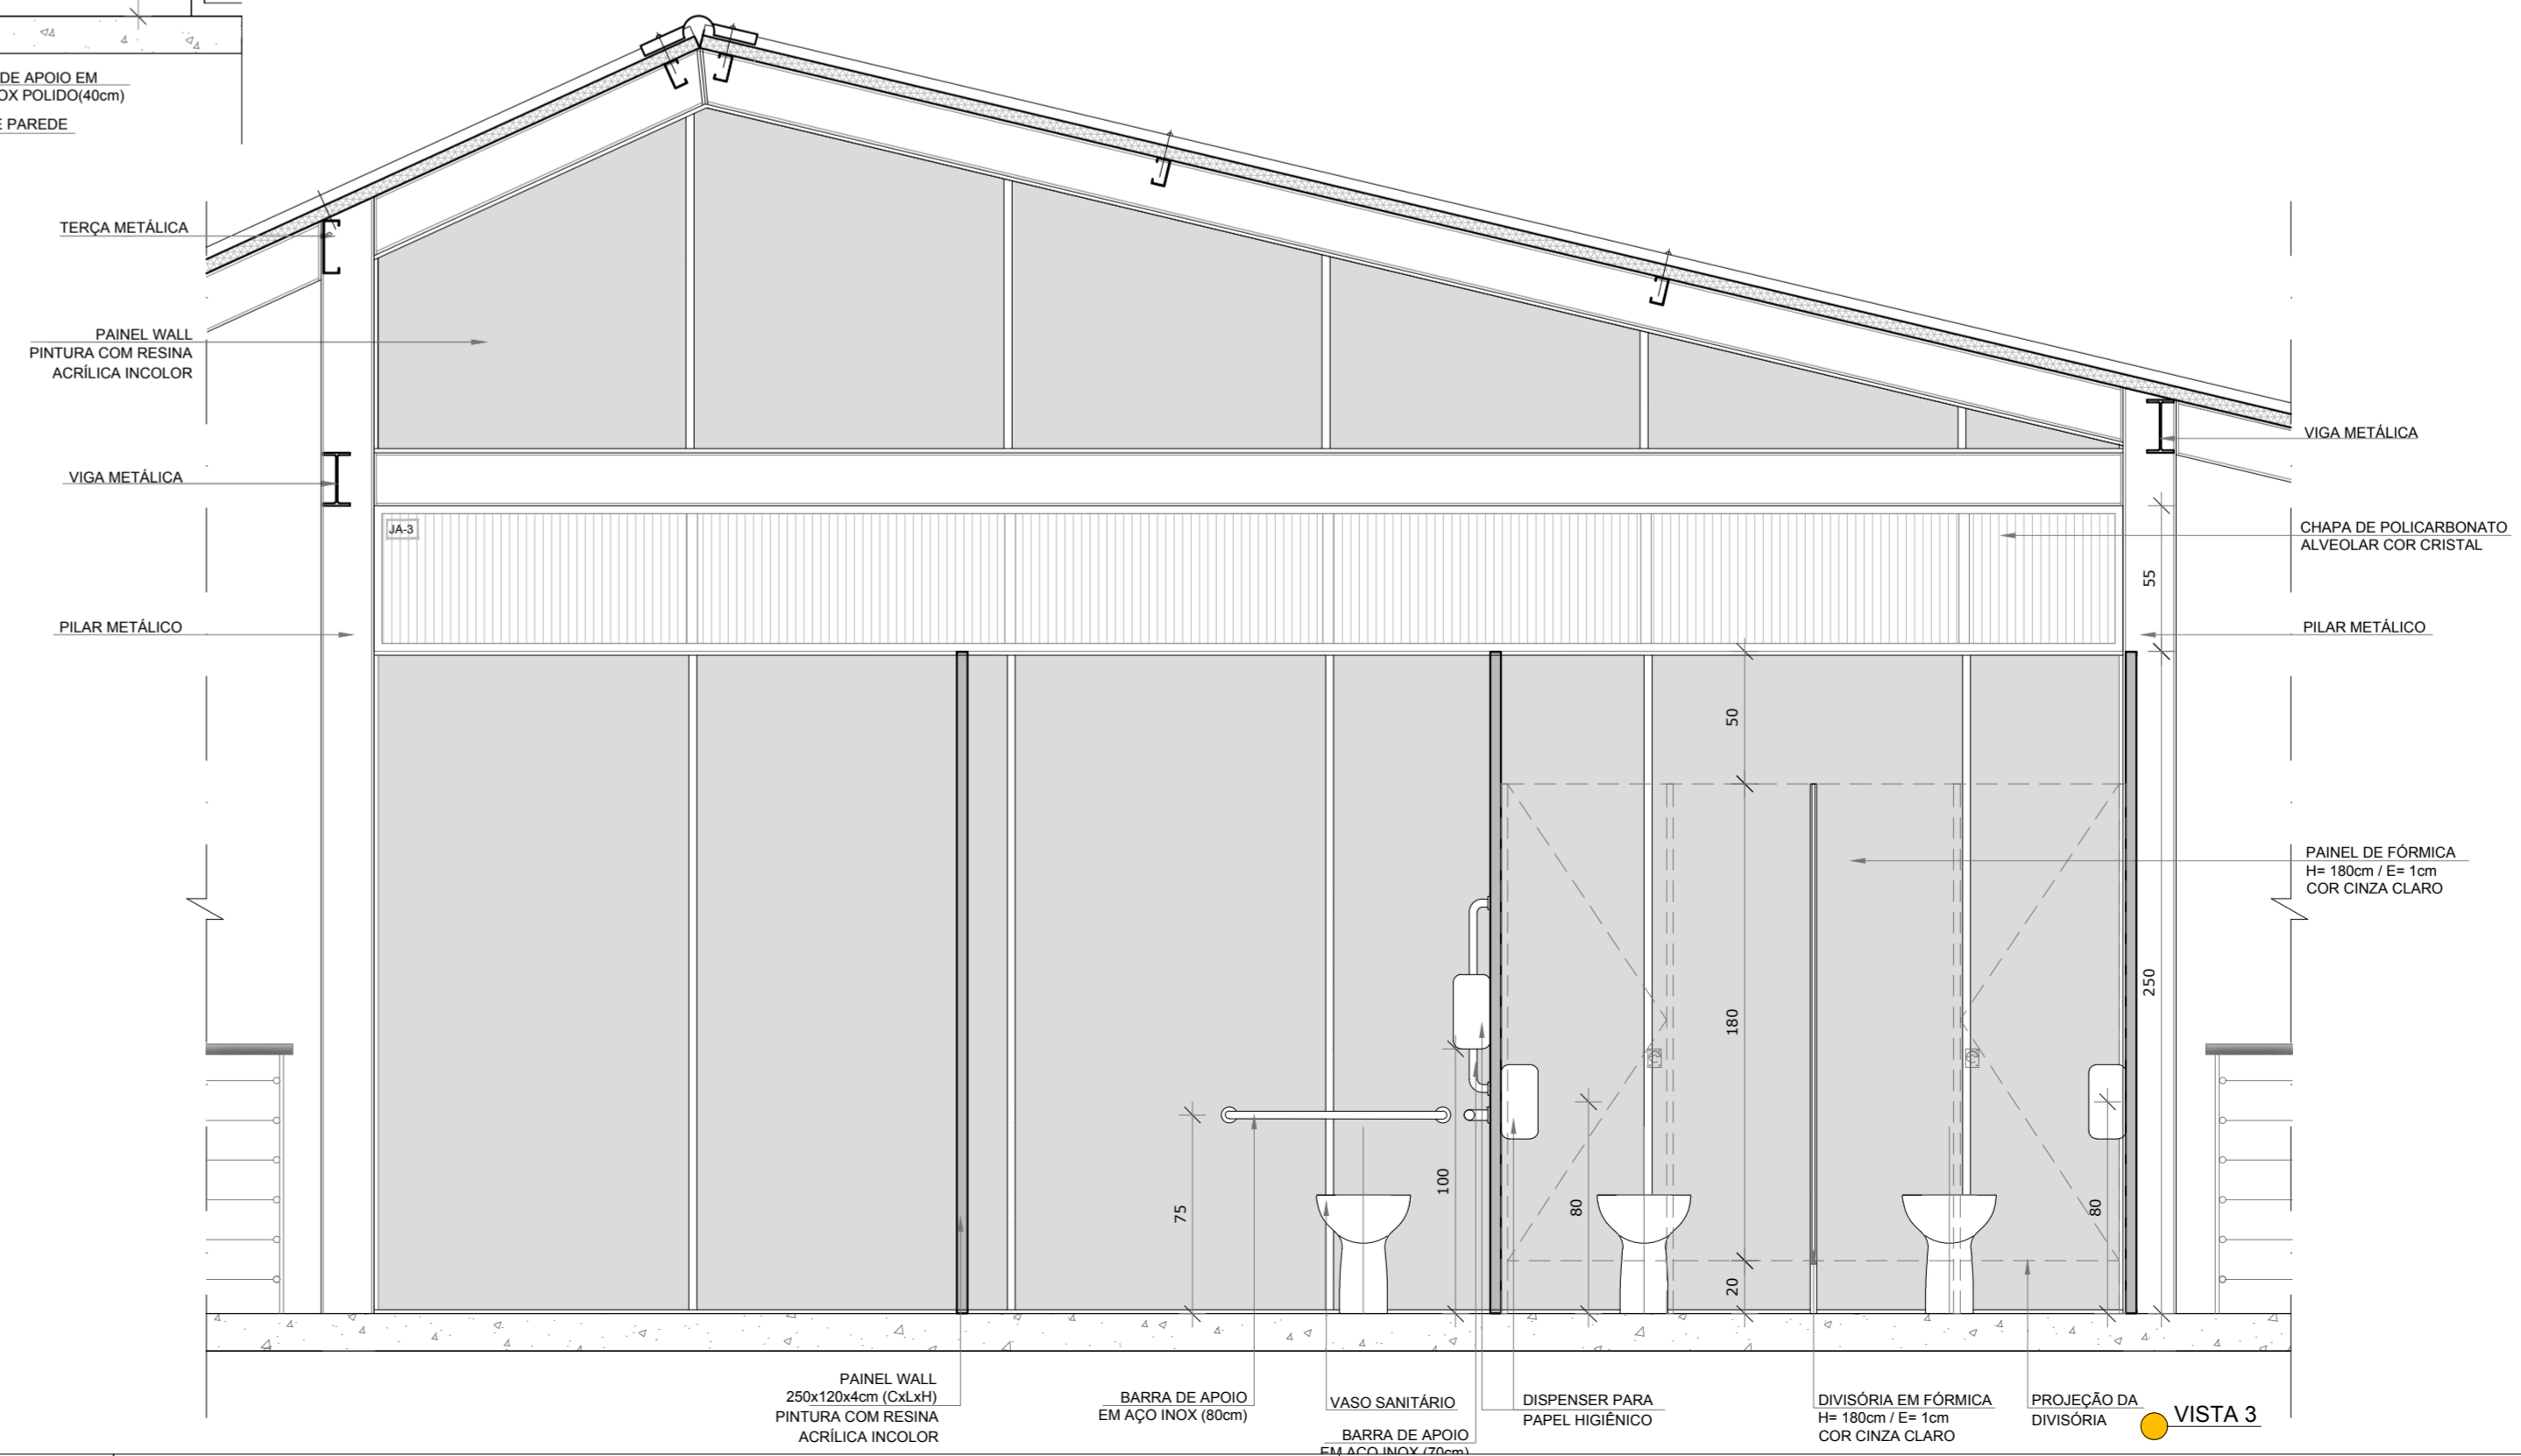 DE APOIO EM
POLIDO(40cm)
PAREDE
TERÇA METÁLICA
PAINEL WALL
PINTURA COM RESINA
ACRÍLICA INCOLOR
VIGA METÁLICA
PILAR METÁLICO
JA-3
VIGA METÁLICA
CHAPA DE POLICARBONATO
ALVEOLAR COR CRISTAL
55
PILAR METÁLICO
50
PAINEL DE FÓRMICA
H= 180cm / E= 1cm
COR CINZA CLARO
250
180
100
75
80
80
20
PAINEL WALL
250x120x4cm (CxLxH)
PINTURA COM RESINA
ACRÍLICA INCOLOR
BARRA DE APOIO
EM AÇO INOX (80cm)
VASO SANITÁRIO
BARRA DE APOIO
EM AÇO INOX (70cm)
DISPENSER PARA
PAPEL HIGIÊNICO
DIVISÓRIA EM FÓRMICA
H= 180cm / E= 1cm
COR CINZA CLARO
PROJEÇÃO DA
DIVISÓRIA
VISTA 3